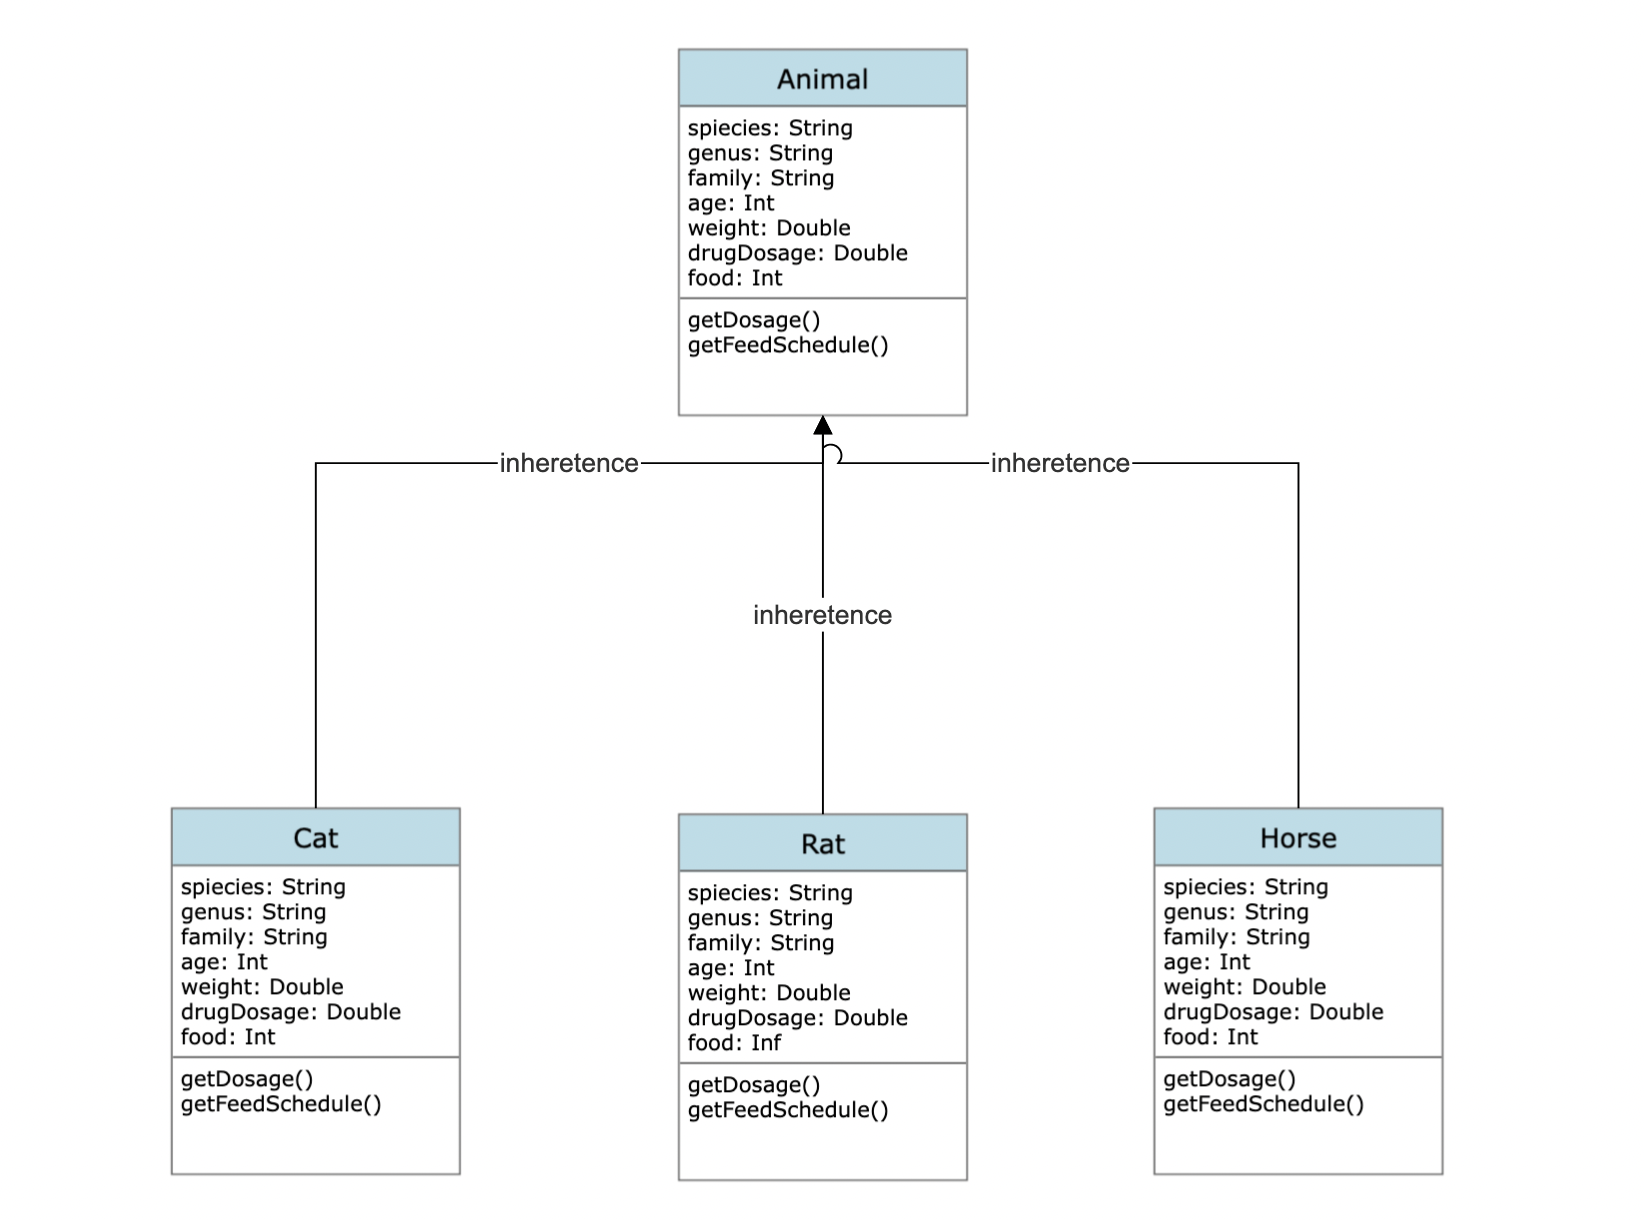 Animal
spiecies: String
genus: String
family: String
age: Int
weight: Double
drugDosage: Double
food: Int
getDosage()
getFeedSchedule()
inheretence
inheretence
inheretence
Cat
spiecies: String
genus: String
family: String
age: Int
weight: Double
drugDosage: Double
food: Int
getDosage()
getFeedSchedule()
Rat
spiecies: String
genus: String
family: String
age: Int
weight: Double
drugDosage: Double
food: Inf
getDosage()
getFeedSchedule()
Horse
spiecies: String
genus: String
family: String
age: Int
weight: Double
drugDosage: Double
food: Int
getDosage()
getFeedSchedule()